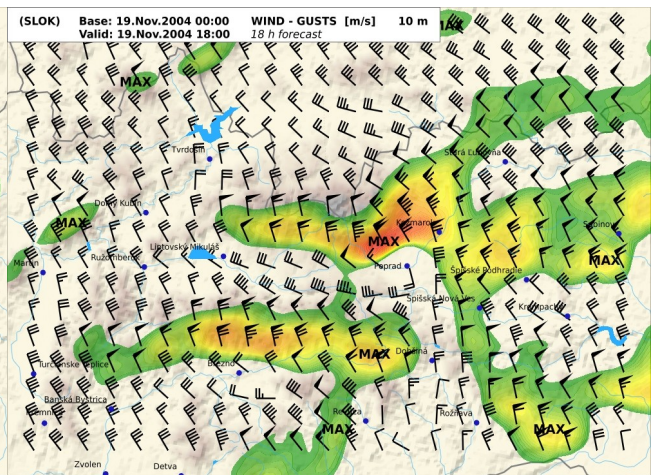 (SLOK) Base: 19.Nov.2004 00:00 WIND - GUSTS [m/s] 10 m
Valid: 19.Nov.2004 18:00 18 h forecast
MAX
MAX
Tvrdošín
Stará Ľubovňa
Dolný Kubín
MAX
Kežmarok
Sabinov
MAX
Liptovský Mikuláš
Martin
Ružomberok
Poprad
MAX
Spišské Podhradie
Spišská Nová Ves
Krompachy
MAX
Dobšiná
Turčianske Teplice
Brezno
Banská Bystrica
Kremnica
Revúca
Rožňava
MAX
MAX
Zvolen
Detva